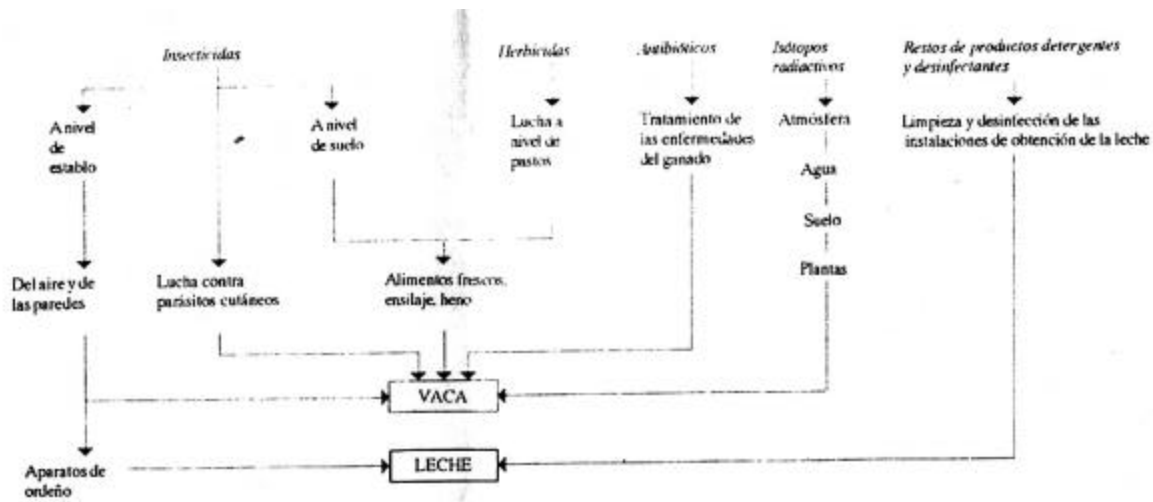 Insecticidas
Herbicidas
Antibióticos
Isótopos
radiactivos
Restos de productos detergentes
y desinfectantes
A nivel
de
establo
A nivel
de suelo
Lucha a
nivel de
pastos
Tratamiento de
las enfermedades
del ganado
Atmósfera
Agua
Suelo
Plantas
Limpieza y desinfección de las
instalaciones de obtención de la leche
Del aire y de
las paredes
Lucha contra
parásitos cutáneos
Alimentos frescos,
ensilaje, heno
VACA
Aparatos de
ordeño
LECHE